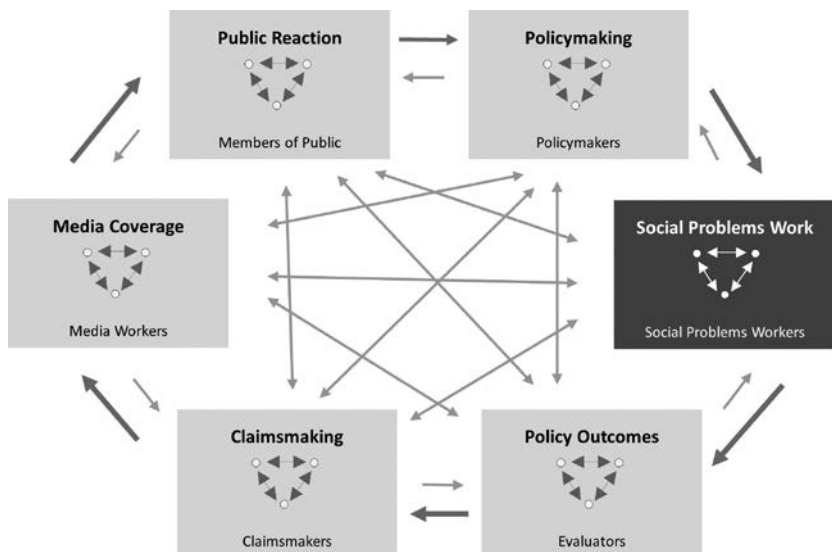 Public Reaction
Members of Public
Policymaking
Policymakers
Media Coverage
Media Workers
Social Problems Work
Social Problems Workers
Claimsmaking
Claimsmakers
Policy Outcomes
Evaluators